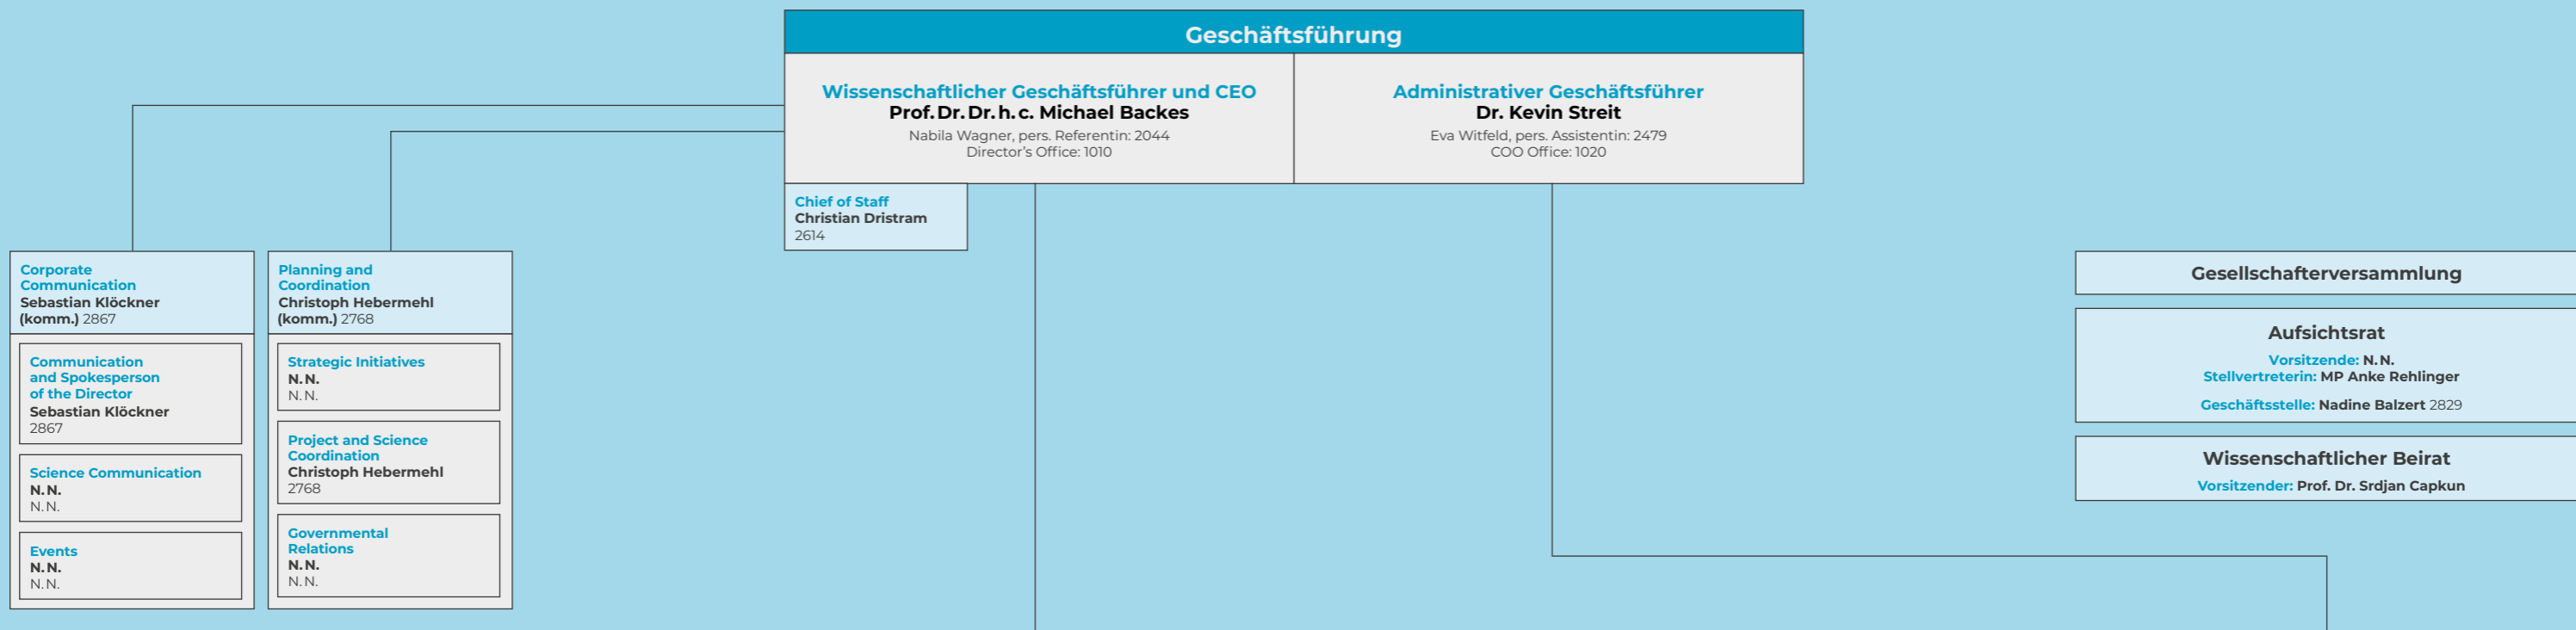 Geschäftsführung
Wissenschaftlicher Geschäftsführer und CEO
Prof. Dr. Dr. h. c. Michael Backes
Nabila Wagner, pers. Referentin: 2044
Director’s Office: 1010
Administrativer Geschäftsführer
Dr. Kevin Streit
Eva Witfeld, pers. Assistentin: 2479
COO Office: 1020
Chief of Staff
Christian Dristram
2614
Corporate
Communication
Sebastian Klöckner
(komm.) 2867
Communication
and Spokesperson
of the Director
Sebastian Klöckner
2867
Science Communication
N. N.
N. N.
Events
N. N.
N. N.
Planning and
Coordination
Christoph Hebermehl
(komm.) 2768
Strategic Initiatives
N. N.
N. N.
Project and Science
Coordination
Christoph Hebermehl
2768
Governmental
Relations
N. N.
N. N.
Gesellschafterversammlung
Aufsichtsrat
Vorsitzende: N. N.
Stellvertreterin: MP Anke Rehlinger
Geschäftsstelle: Nadine Balzert 2829
Wissenschaftlicher Beirat
Vorsitzender: Prof. Dr. Srdjan Capkun